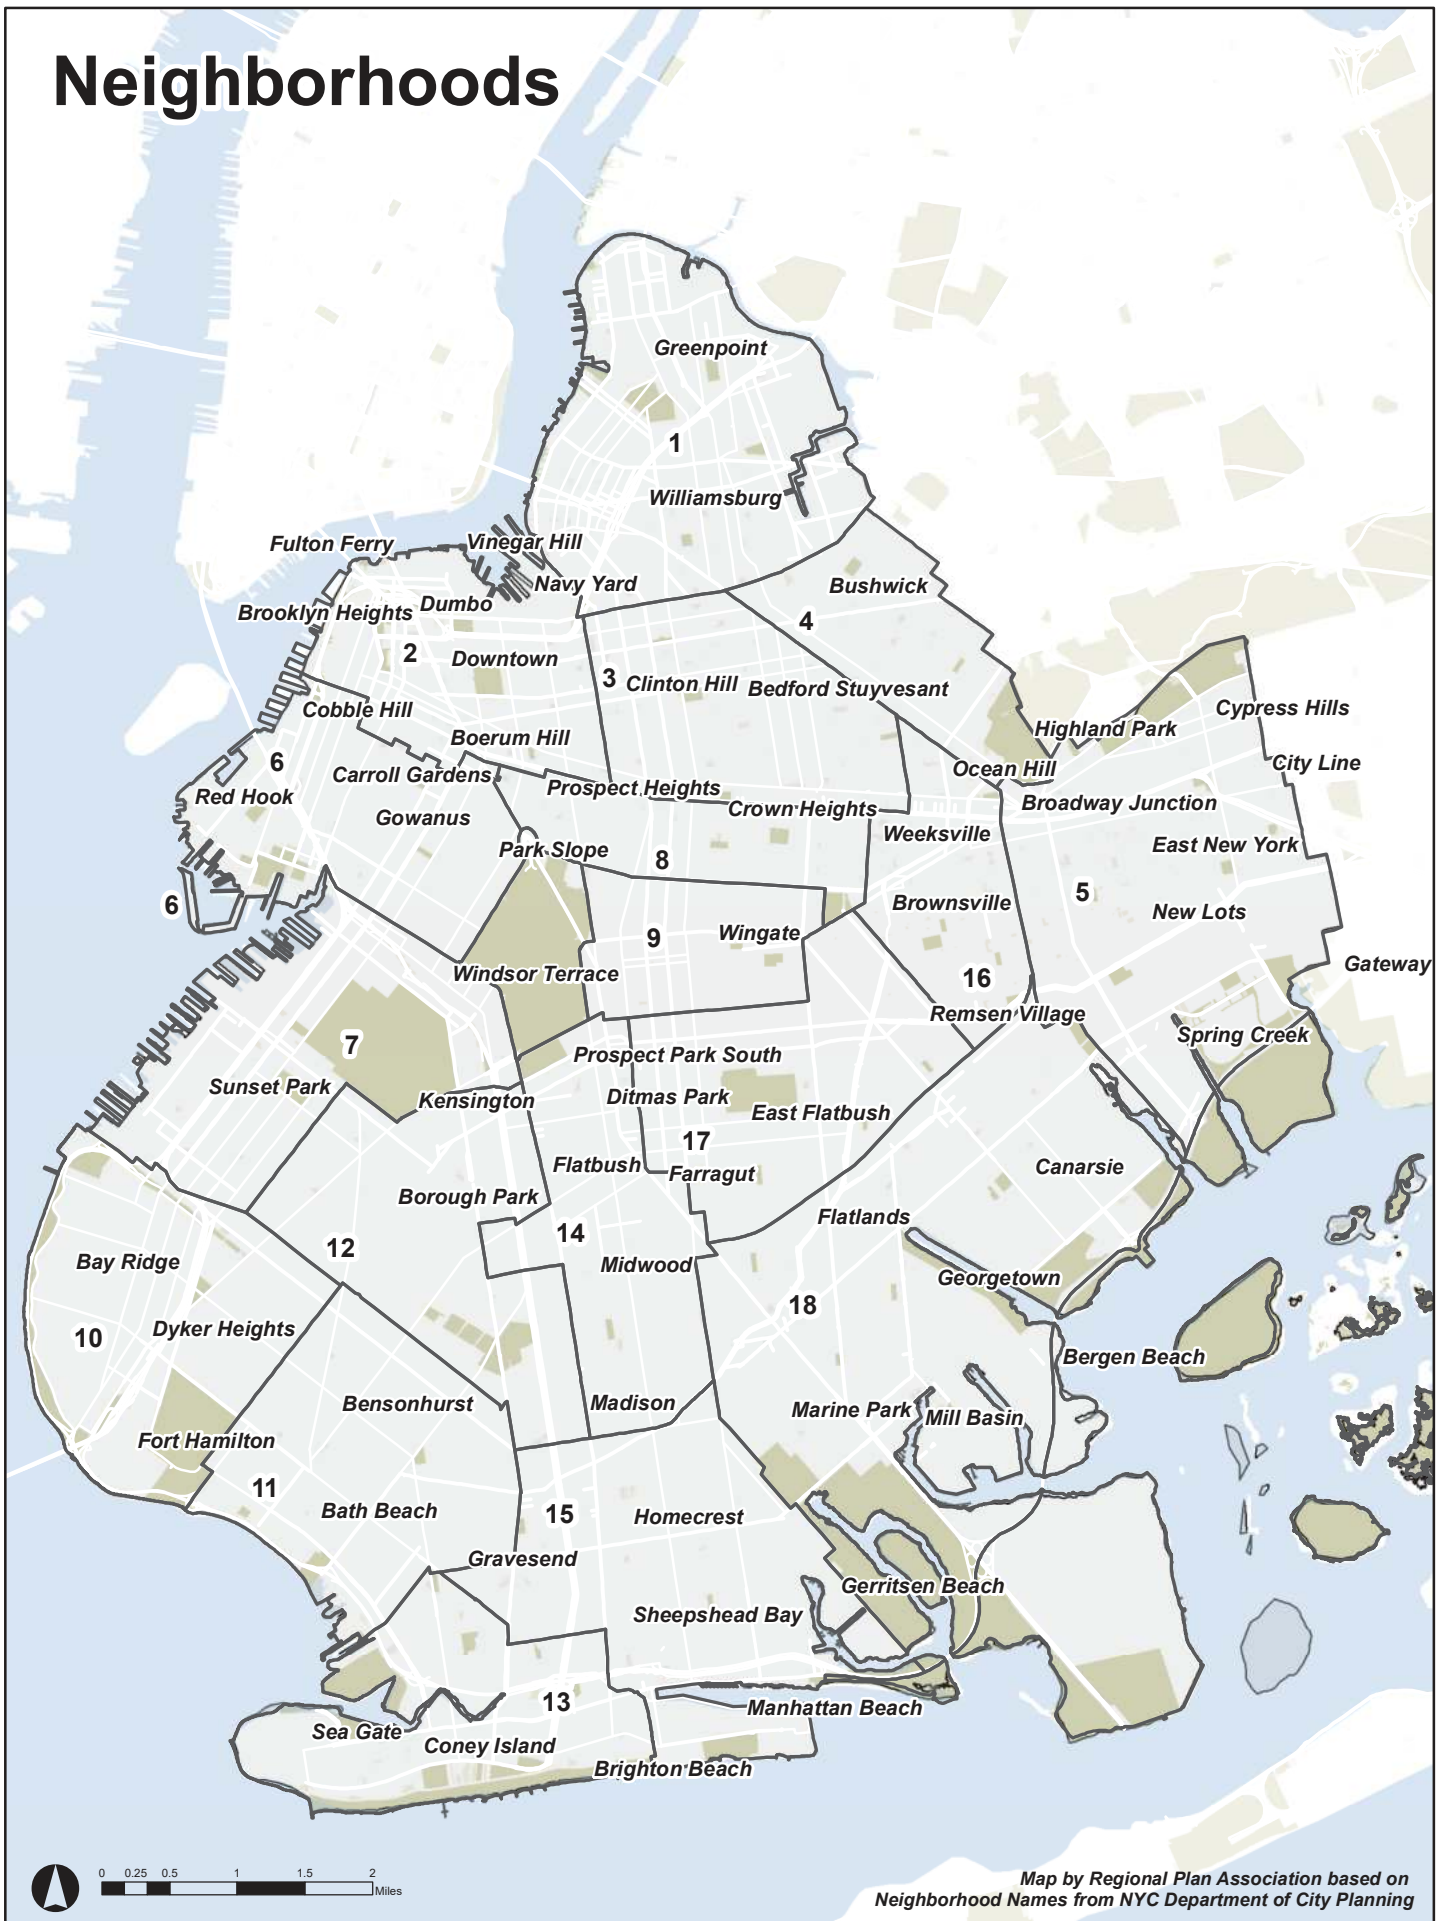 Neighborhoods
Greenpoint
1
Williamsburg
Fulton Ferry
Vinegar Hill
Navy Yard
Bushwick
Brooklyn Heights
Dumbo
4
2
Downtown
3
Clinton Hill
Bedford Stuyvesant
Cobble Hill
Cypress Hills
Highland Park
Boerum Hill
6
City Line
Carroll Gardens
Ocean Hill
Prospect Heights
Red Hook
Crown Heights
Broadway Junction
Gowanus
Weeksville
East New York
Park Slope
8
6
Brownsville
5
New Lots
9
Wingate
Gateway
Windsor Terrace
16
Remsen Village
Spring Creek
7
Prospect Park South
Sunset Park
Kensington
Ditmas Park
East Flatbush
17
Flatbush
Farragut
Canarsie
Borough Park
Flatlands
14
12
Bay Ridge
Midwood
Georgetown
18
Dyker Heights
10
Bergen Beach
Bensonhurst
Madison
Marine Park
Mill Basin
Fort Hamilton
11
Bath Beach
15
Homecrest
Gravesend
Gerritsen Beach
Sheepshead Bay
13
Manhattan Beach
Sea Gate
Coney Island
Brighton Beach
0 0.25 0.5 1 1.5 2
Miles
Map by Regional Plan Association based on
Neighborhood Names from NYC Department of City Planning